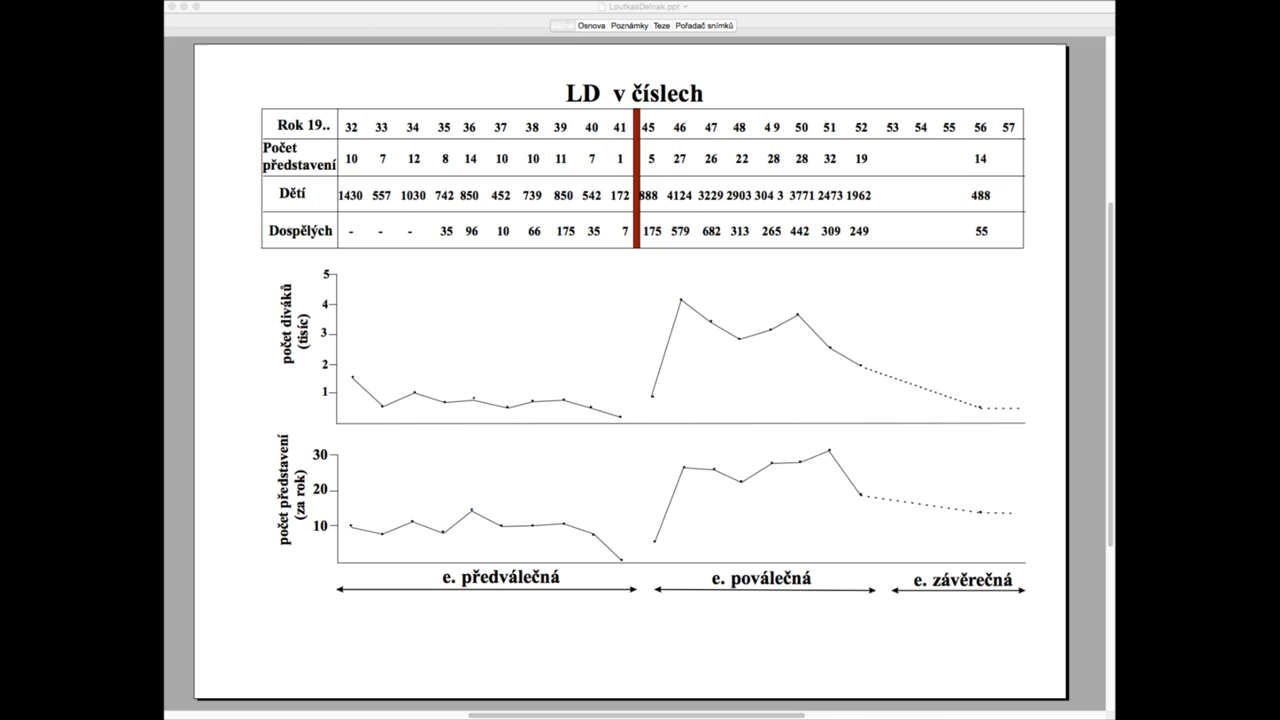 LoutkasDelnak.ppt
Běžné Osnova Poznámky Teze Pořadač snímků
LD v číslech
Rok 19.. 32 33 34 35 36 37 38 39 40 41 45 46 47 48 4 9 50 51 52 53 54 55 56 57
Počet
představení 10 7 12 8 14 10 10 11 7 1 5 27 26 22 28 28 32 19 14
Dětí 1430 557 1030 742 850 452 739 850 542 172 888 4124 3229 2903 304 3 3771 2473 1962 488
Dospělých - - - 35 96 10 66 175 35 7 175 579 682 313 265 442 309 249 55
počet diváků
(tisíc)
5
4
3
2
1
počet představení
(za rok)
30
20
10
e. předválečná e. poválečná e. závěrečná